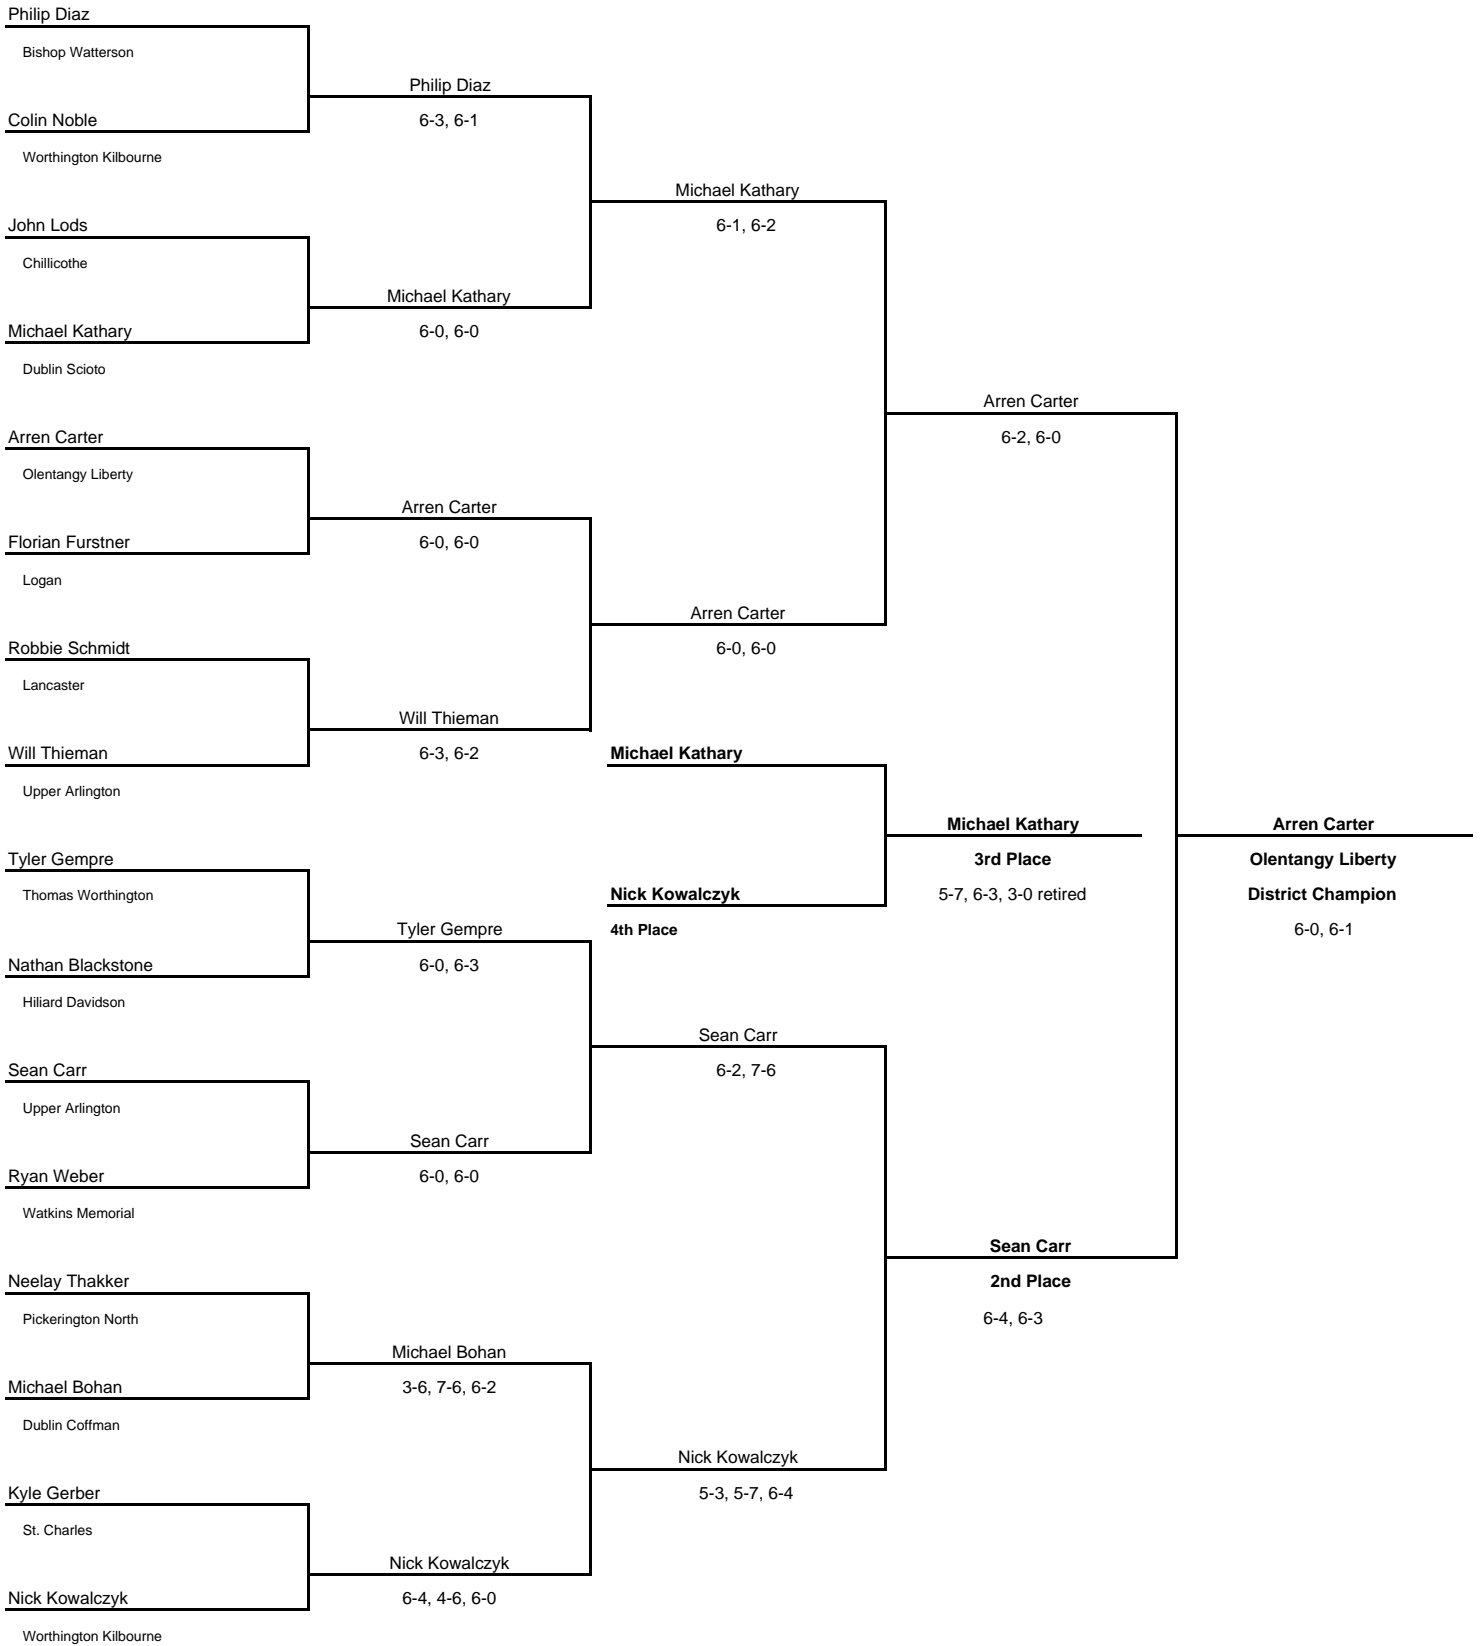 Philip Diaz
Bishop Watterson
Philip Diaz
Colin Noble
6-3, 6-1
Worthington Kilbourne
Michael Kathary
John Lods
6-1, 6-2
Chillicothe
Michael Kathary
Michael Kathary
6-0, 6-0
Dublin Scioto
Arren Carter
Arren Carter
6-2, 6-0
Olentangy Liberty
Arren Carter
Florian Furstner
6-0, 6-0
Logan
Arren Carter
Robbie Schmidt
6-0, 6-0
Lancaster
Will Thieman
Will Thieman
6-3, 6-2
Michael Kathary
Upper Arlington
Michael Kathary
Arren Carter
Tyler Gempre
3rd Place
Olentangy Liberty
Thomas Worthington
Nick Kowalczyk
5-7, 6-3, 3-0 retired
District Champion
Tyler Gempre
4th Place
6-0, 6-1
Nathan Blackstone
6-0, 6-3
Hiliard Davidson
Sean Carr
Sean Carr
6-2, 7-6
Upper Arlington
Sean Carr
Ryan Weber
6-0, 6-0
Watkins Memorial
Sean Carr
Neelay Thakker
2nd Place
Pickerington North
6-4, 6-3
Michael Bohan
Michael Bohan
3-6, 7-6, 6-2
Dublin Coffman
Nick Kowalczyk
Kyle Gerber
5-3, 5-7, 6-4
St. Charles
Nick Kowalczyk
Nick Kowalczyk
6-4, 4-6, 6-0
Worthington Kilbourne